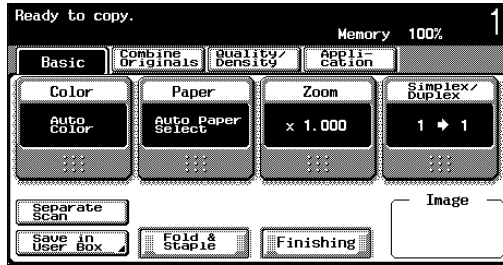 Ready to copy.
1
Memory 100%
Basic
Combine
Originals
Quality/
Density
Appli-
cation
Color
Auto
Color
Paper
Auto Paper
Select
Zoom
x 1.000
Simplex/
Duplex
1 ➔ 1
Separate
Scan
Save in
User Box
Fold &
Staple
Finishing
Image